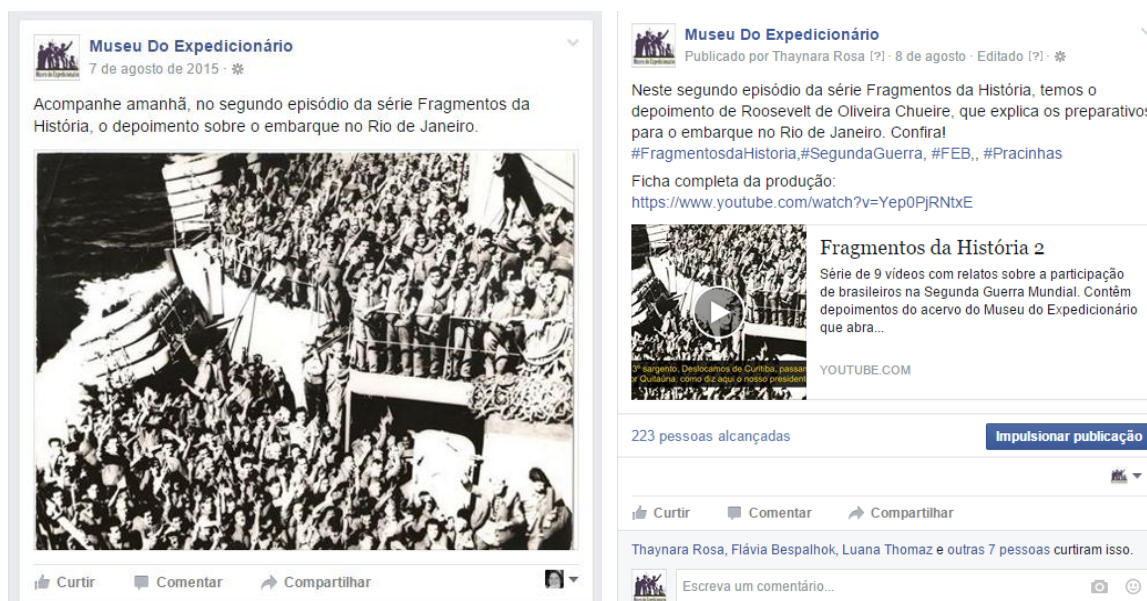 Museu Do Expedicionário
7 de agosto de 2015
Acompanhe amanhã, no segundo episódio da série Fragmentos da
História, o depoimento sobre o embarque no Rio de Janeiro.
Curtir Comentar Compartilhar
Museu Do Expedicionário
Publicado por Thaynara Rosa [?] · 8 de agosto · Editado [?] ·
Neste segundo episódio da série Fragmentos da História, temos o
depoimento de Roosevelt de Oliveira Chueire, que explica os preparativos
para o embarque no Rio de Janeiro. Confira!
#FragmentosdaHistoria,#SegundaGuerra, #FEB,, #Pracinhas
Ficha completa da produção:
https://www.youtube.com/watch?v=Yep0PjRNtxE
3º sargento, Deslocamos de Curitiba, passar
or Quitaúna, como diz aqui o nosso president
Fragmentos da História 2
Série de 9 vídeos com relatos sobre a participação
de brasileiros na Segunda Guerra Mundial. Contêm
depoimentos do acervo do Museu do Expedicionário
que abra...
YOUTUBE.COM
223 pessoas alcançadas
Impulsionar publicação
Curtir Comentar Compartilhar
Thaynara Rosa, Flávia Bespalhok, Luana Thomaz e outras 7 pessoas curtiram isso.
Escreva um comentário...